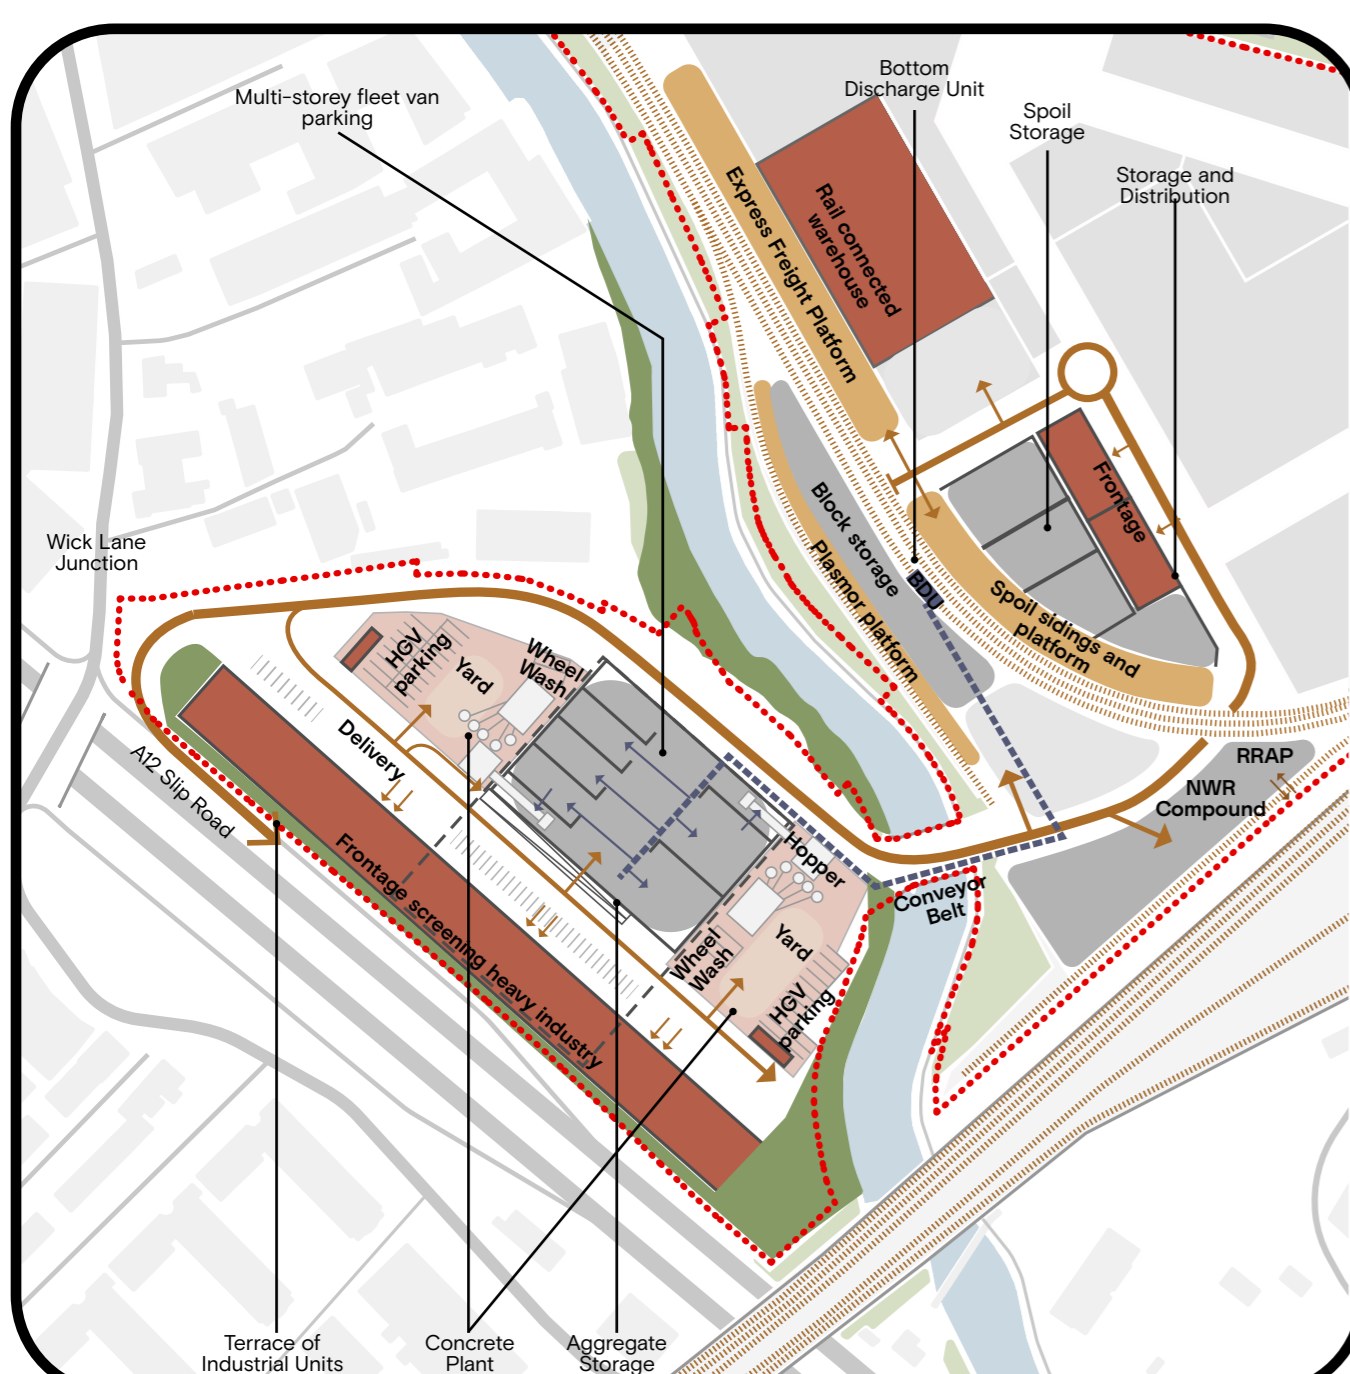 Multi-storey fleet van
parking
Bottom
Discharge Unit
Spoil
Storage
Storage and
Distribution
Express Freight Platform
Rail connected
warehouse
Frontage
Block storage
Plasmor platform
BDU
Spoil sidings and
platform
Wick Lane
Junction
HGV
parking
Yard
Wheel
Wash
Delivery
A12 Slip Road
RRAP
NWR
Compound
Hopper
Conveyor
Belt
Frontage screening heavy industry
Wheel
Wash
Yard
HGV
parking
Terrace of
Industrial Units
Concrete
Plant
Aggregate
Storage